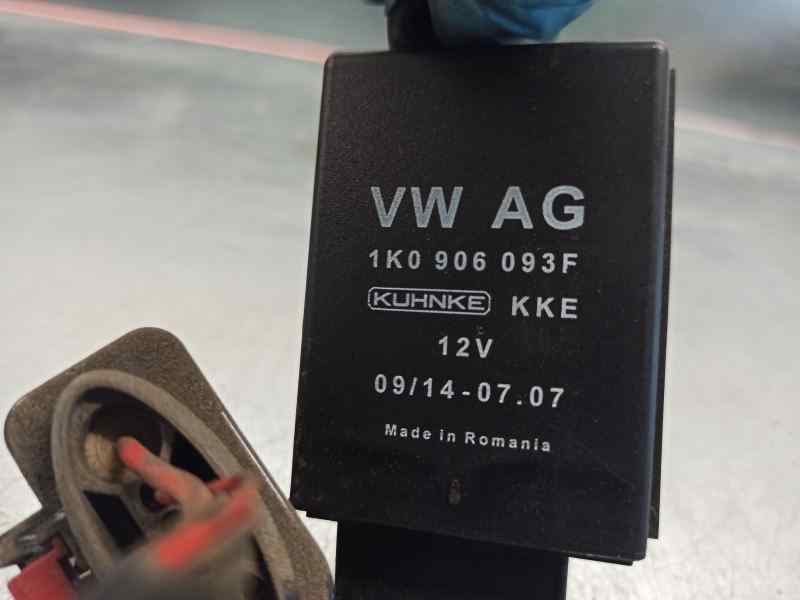 VW AG
1K0 906 093F
KUHNKE KKE
12V
09/14-07.07
Made in Romania